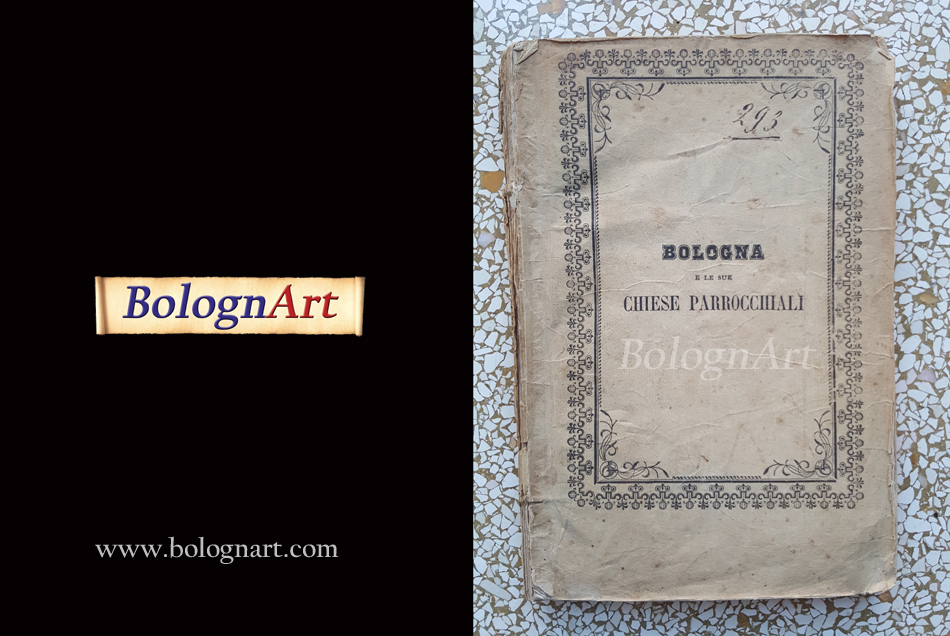 BolognArt
www.bolognart.com
293
BOLOGNA
E LE SUE
CHIESE PARROCCHIALI
BolognArt